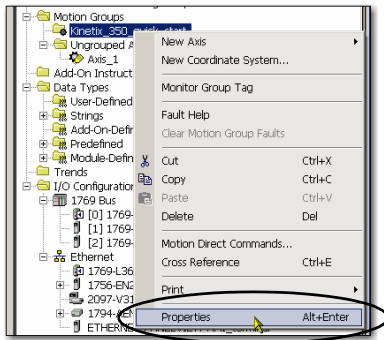 Motion Groups
Kinetix_350_quick_start
Ungrouped A
Axis_1
Add-On Instruct
Data Types
User-Defined
Strings
Add-On-Defir
Predefined
Module-Defin
Trends
I/O Configuration
1769 Bus
[0] 1769-
[1] 1769-
[2] 1769-
Ethernet
1769-L36
1756-EN2
2097-V31
1794-AEN
New Axis
New Coordinate System...
Monitor Group Tag
Fault Help
Clear Motion Group Faults
Cut Ctrl+X
Copy Ctrl+C
Paste Ctrl+V
Delete Del
Motion Direct Commands...
Cross Reference Ctrl+E
Print
Properties Alt+Enter